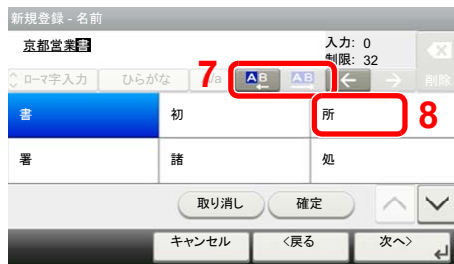 新規登録 - 名前
京都営業書
入力: 0
制限: 32
ローマ字入力 ひらがな A/a AB AB 削除
7
書 初 所
8
署 諸 処
取り消し 確定
キャンセル <戻る 次へ>